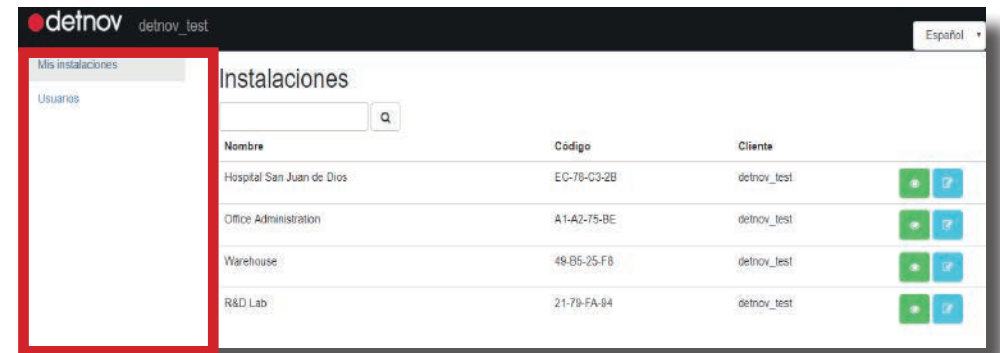 detnov detnov_test
Español
Mis instalaciones
Usuarios
Instalaciones
Nombre Código Cliente
Hospital San Juan de Dios EC-78-C3-2B detnov_test
Office Administration A1-A2-75-BE detnov_test
Warehouse 49-B5-25-F8 detnov_test
R&D Lab 21-79-FA-94 detnov_test